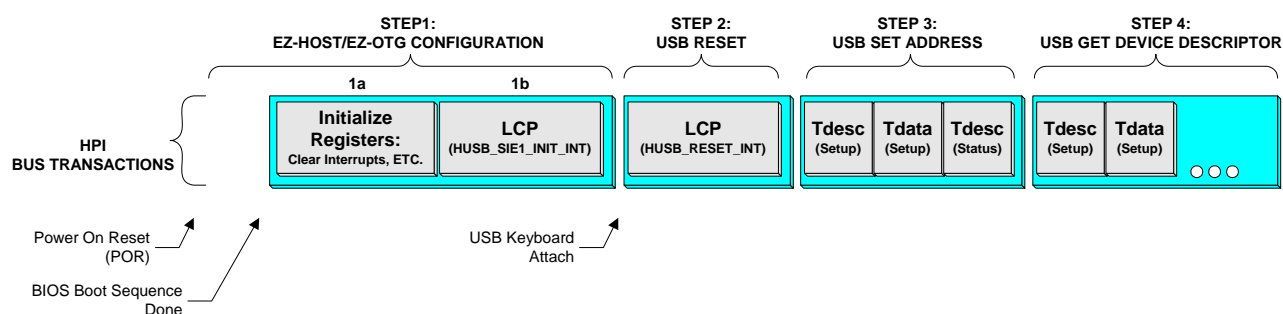 STEP1:
EZ-HOST/EZ-OTG CONFIGURATION
STEP 2:
USB RESET
STEP 3:
USB SET ADDRESS
STEP 4:
USB GET DEVICE DESCRIPTOR
1a
1b
HPI
BUS TRANSACTIONS
Initialize
Registers:
Clear Interrupts, ETC.
LCP
(HUSB_SIE1_INIT_INT)
LCP
(HUSB_RESET_INT)
Tdesc
(Setup)
Tdata
(Setup)
Tdesc
(Status)
Tdesc
(Setup)
Tdata
(Setup)
Power On Reset
(POR)
USB Keyboard
Attach
BIOS Boot Sequence
Done